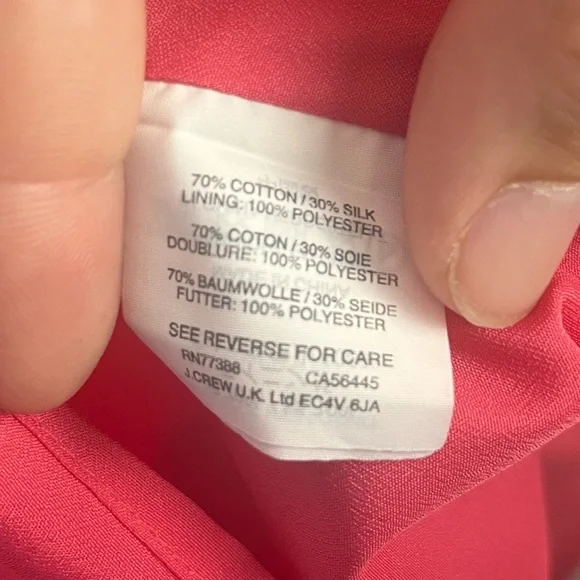 70% COTTON / 30% SILK
LINING: 100% POLYESTER
70% COTON / 30% SOIE
DOUBLURE: 100% POLYESTER
70% BAUMWOLLE / 30% SEIDE
FUTTER: 100% POLYESTER
SEE REVERSE FOR CARE
RN77388 CA56445
J.CREW U.K. Ltd EC4V 6JA